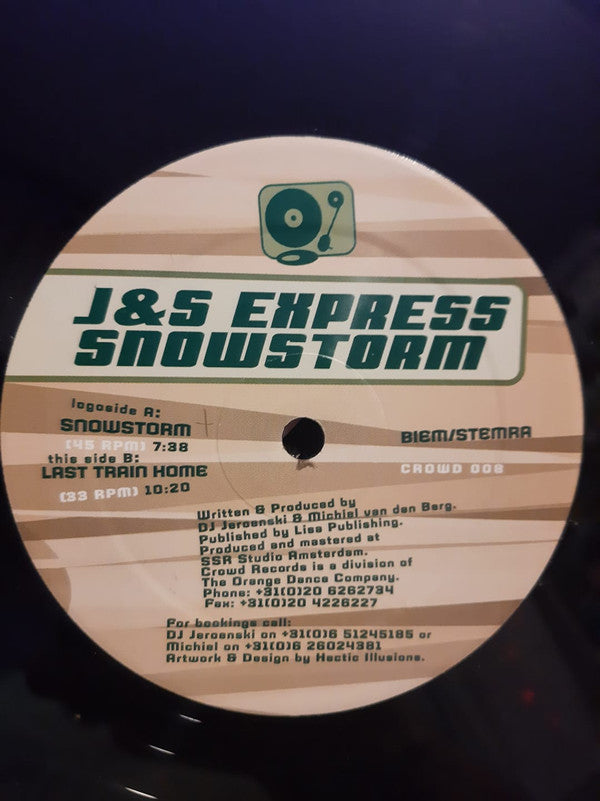 J&S EXPRESS
SNOWSTORM
logoside A:
SNOWSTORM
(45 RPM) 7:38
this side B:
LAST TRAIN HOME
(33 RPM) 10:20
BIEM/STEMRA
CROWD 008
Written & Produced by
DJ Jeroenski & Michiel van den Berg.
Published by Lisa Publishing.
Produced and mastered at
SSR Studio Amsterdam.
Crowd Records is a division of
The Orange Dance Company.
Phone: +31(0)20 6262734
Fax: +31(0)20 4226227
For bookings call:
DJ Jeroenski on +31(0)6 51245185 or
Michiel on +31(0)6 26024381
Artwork & Design by Hectic Illusions.